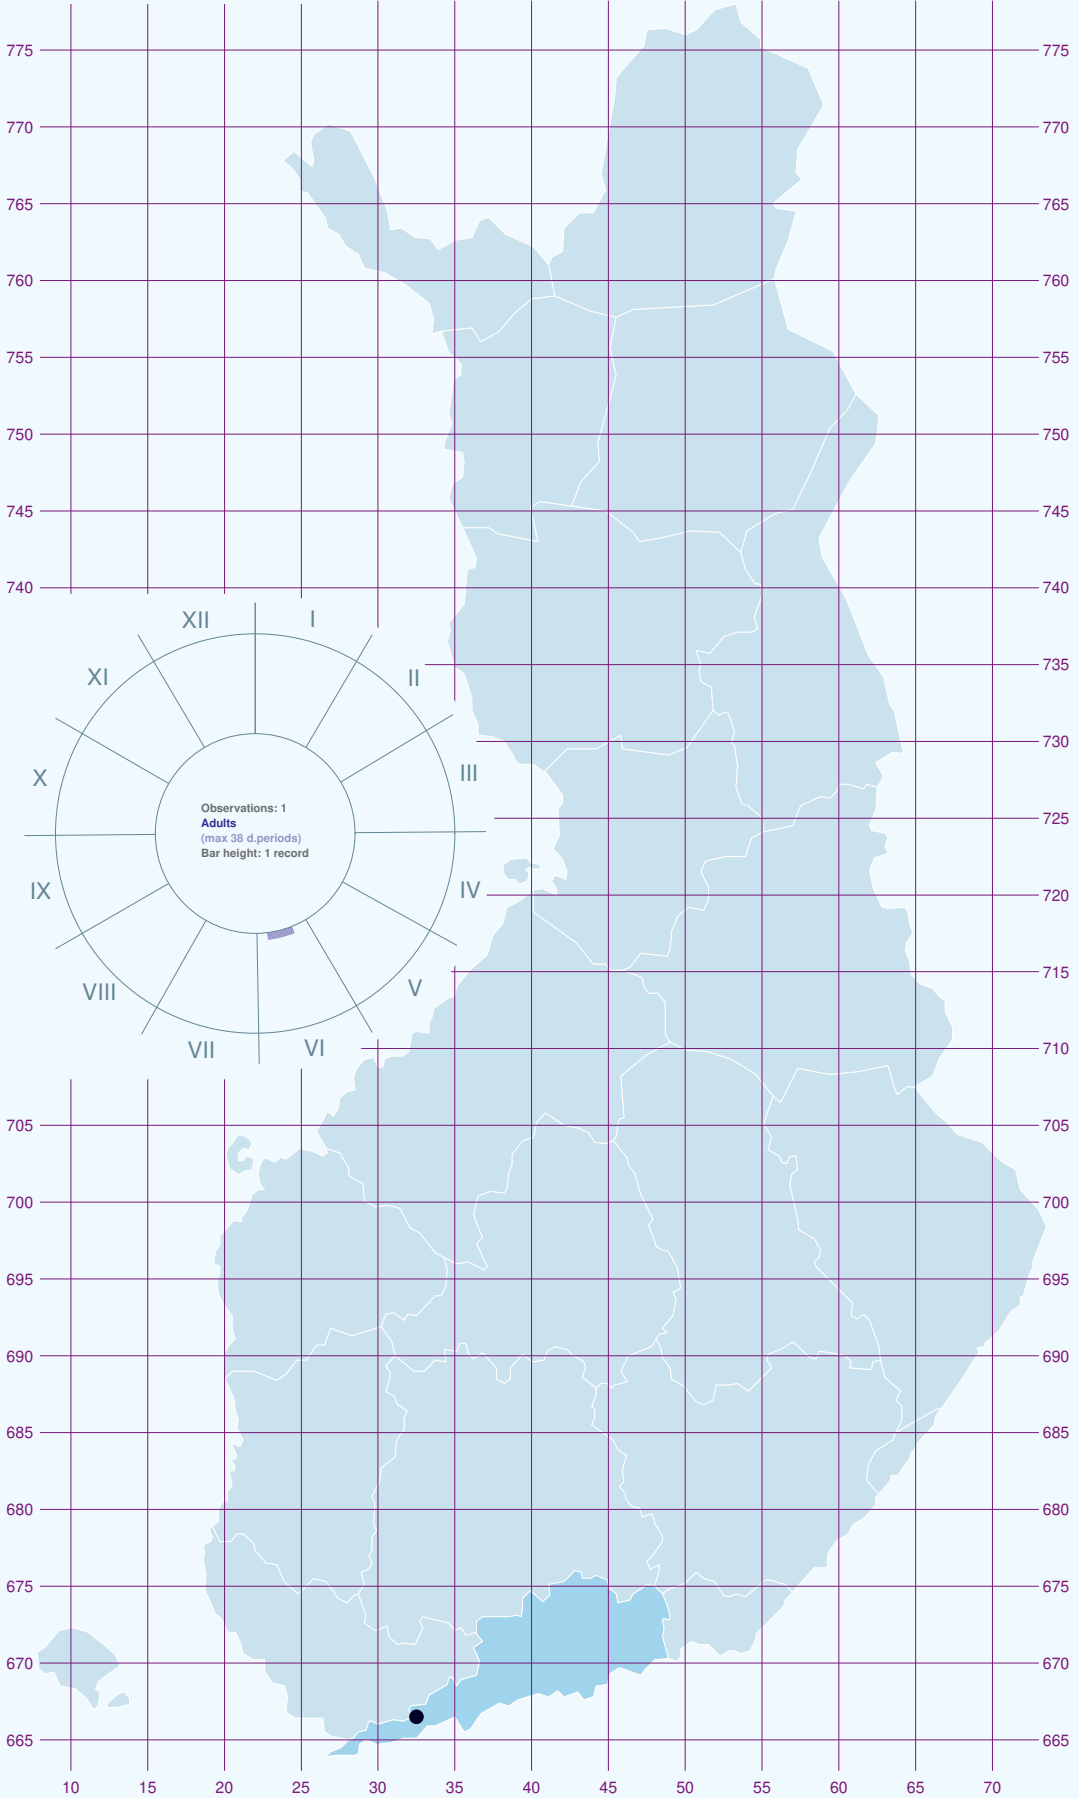 775 775
770 770
765 765
760 760
755 755
750 750
745 745
740 740
XII I
XI II
735
730
X III
Observations: 1
Adults
(max 38 d.periods)
Bar height: 1 record
725
IX IV
720
715
VIII V
VII VI
710
705 705
700 700
695 695
690 690
685 685
680 680
675 675
670 670
665 665
10 15 20 25 30 35 40 45 50 55 60 65 70